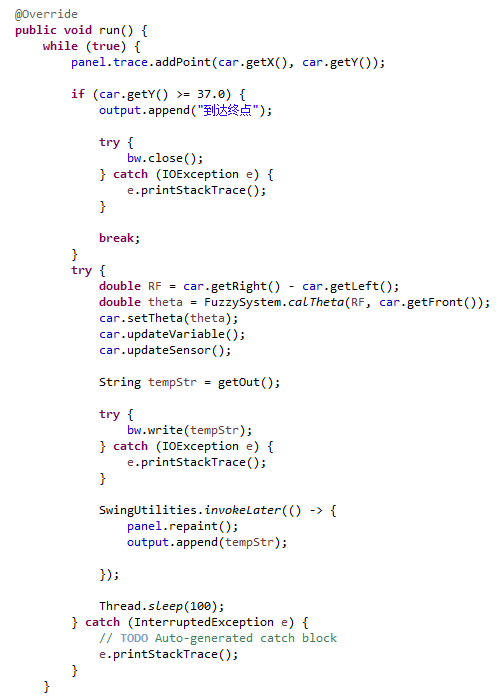 @Override
public void run() {
    while (true) {
        panel.trace.addPoint(car.getX(), car.getY());

        if (car.getY() >= 37.0) {
            output.append("到达终点");

            try {
                bw.close();
            } catch (IOException e) {
                e.printStackTrace();
            }

            break;
        }
        try {
            double RF = car.getRight() - car.getLeft();
            double theta = FuzzySystem.calTheta(RF, car.getFront());
            car.setTheta(theta);
            car.updateVariable();
            car.updateSensor();

            String tempStr = getOut();

            try {
                bw.write(tempStr);
            } catch (IOException e) {
                e.printStackTrace();
            }

            SwingUtilities.invokeLater(() -> {
                panel.repaint();
                output.append(tempStr);

            });

            Thread.sleep(100);
        } catch (InterruptedException e) {
            // TODO Auto-generated catch block
            e.printStackTrace();
        }
    }